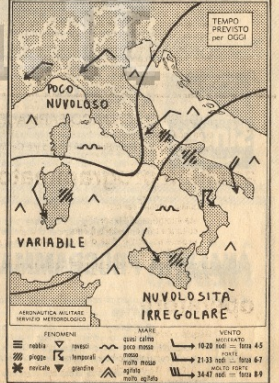 TEMPO
PREVISTO
per OGGI
POCO
NUVOLOSO
VARIABILE
NUVOLOSITÀ
IRREGOLARE
AERONAUTICA MILITARE
SERVIZIO METEOROLOGICO
FENOMENI
nebbia
rovesci
piogge
temporali
nevicate
grandine
MARE
quasi calmo
poco mosso
mosso
molto mosso
agitato
molto agitato
VENTO
MODERATO
10-20 nodi = forza 4-5
FORTE
21-33 nodi = forza 6-7
MOLTO FORTE
34-47 nodi = forza 8-9